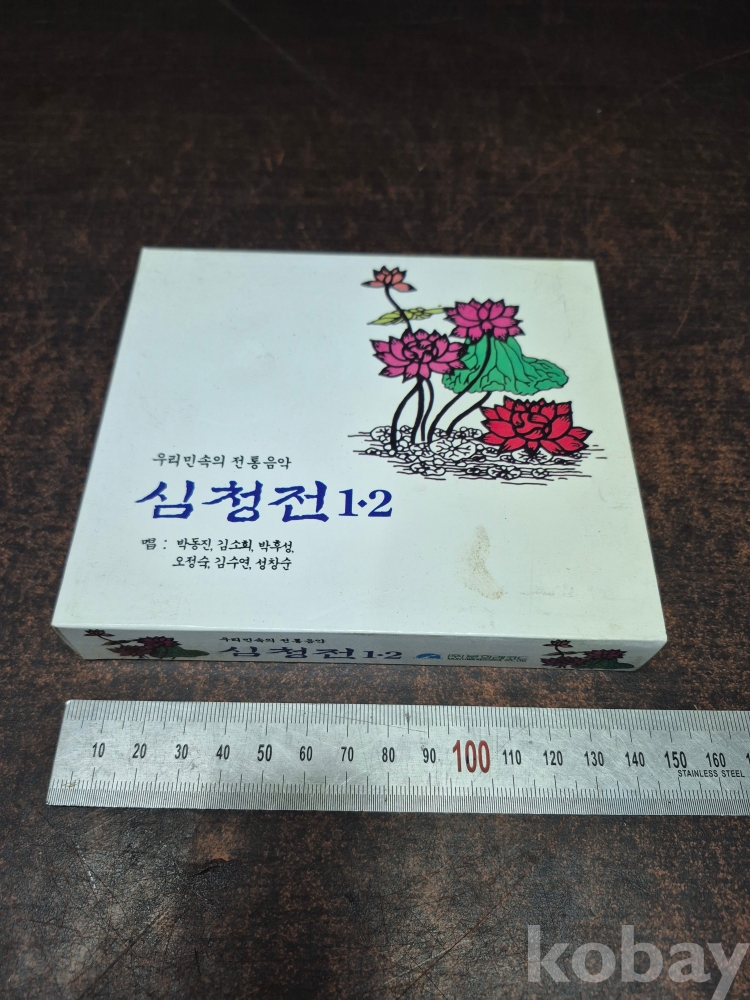 우리민속의 전통음악
심청전 1·2
唱 : 박동진, 김소희, 박후성,
오정숙, 김수연, 성창순
우리민속의 전통음악
심청전 1·2
10 20 30 40 50 60 70 80 90 100 110 120 130 140 150 160
STAINLESS STEEL
kobay